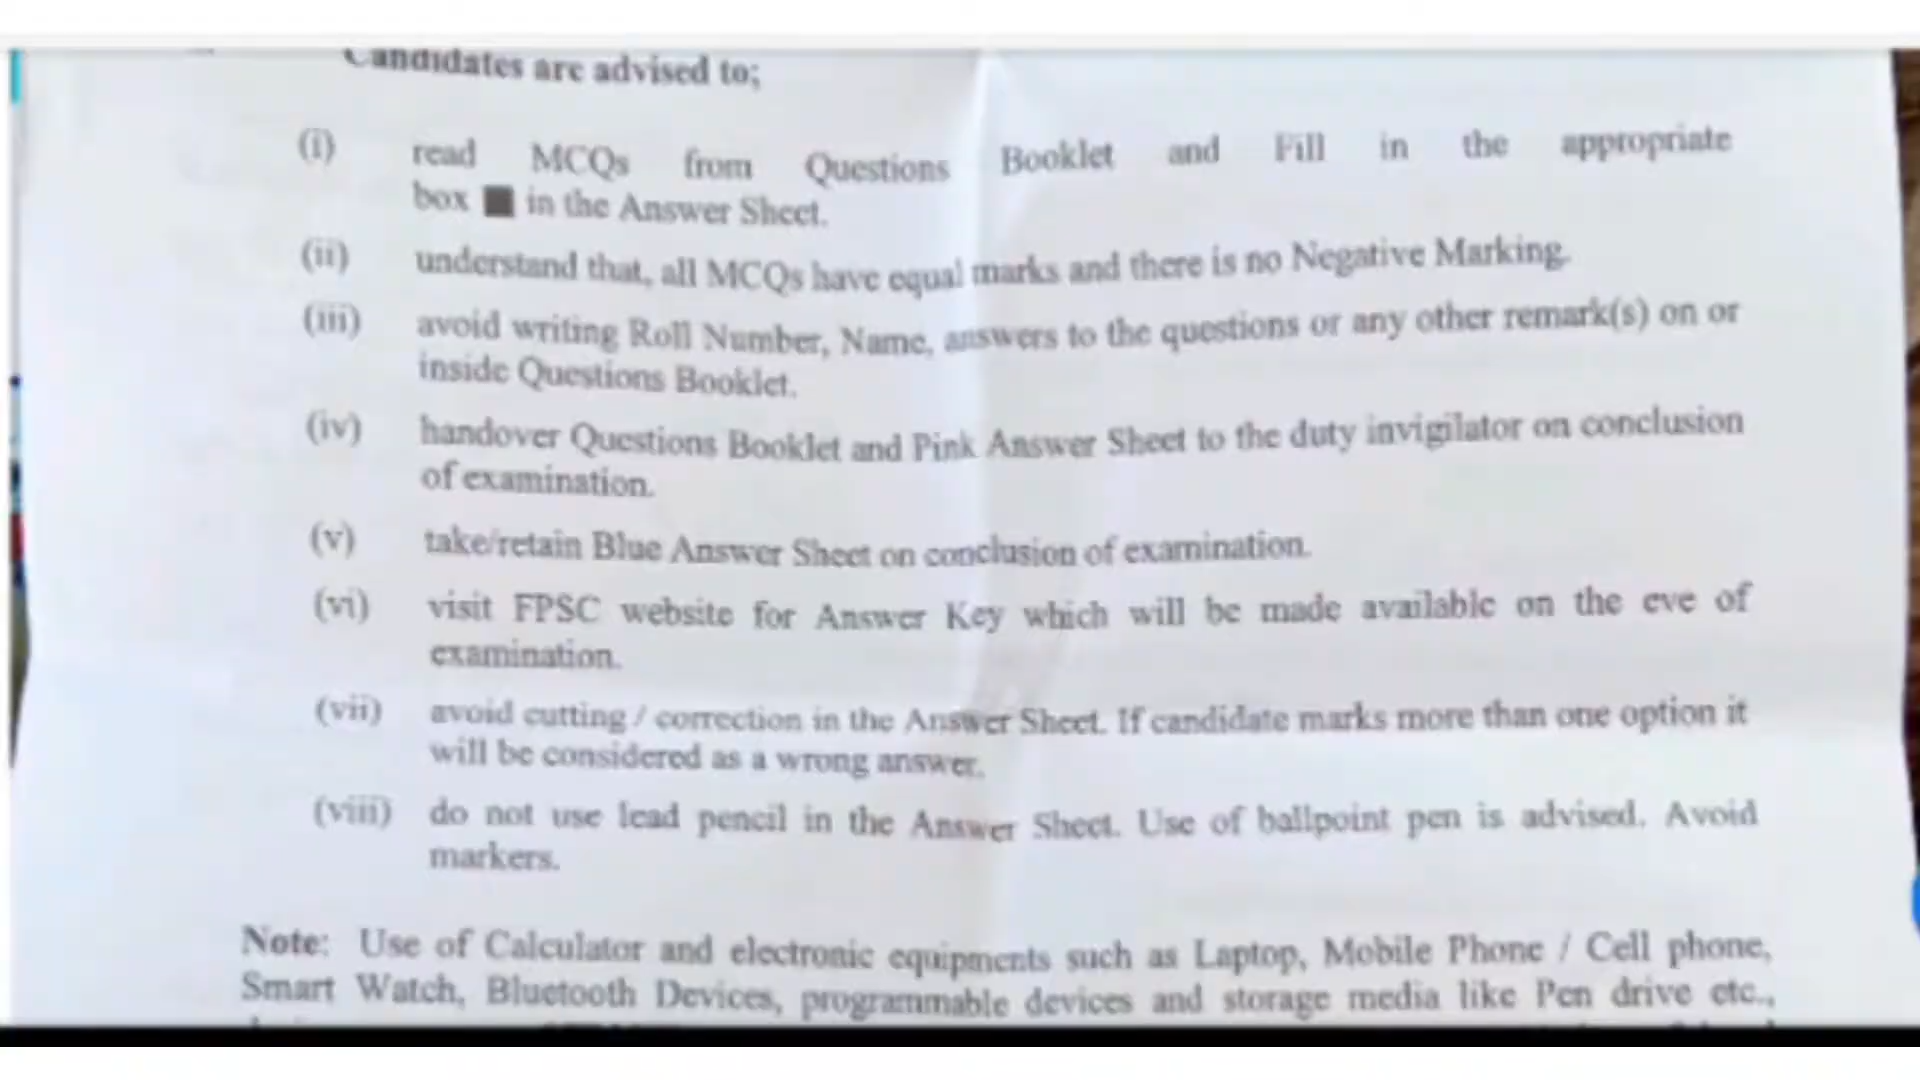 Candidates are advised to;
(i) read MCQs from Questions Booklet and Fill in the appropriate
box ■ in the Answer Sheet.
(ii) understand that, all MCQs have equal marks and there is no Negative Marking.
(iii) avoid writing Roll Number, Name, answers to the questions or any other remark(s) on or
inside Questions Booklet.
(iv) handover Questions Booklet and Pink Answer Sheet to the duty invigilator on conclusion
of examination.
(v) take/retain Blue Answer Sheet on conclusion of examination.
(vi) visit FPSC website for Answer Key which will be made available on the eve of
examination.
(vii) avoid cutting / correction in the Answer Sheet. If candidate marks more than one option it
will be considered as a wrong answer.
(viii) do not use lead pencil in the Answer Sheet. Use of ballpoint pen is advised. Avoid
markers.
Note: Use of Calculator and electronic equipments such as Laptop, Mobile Phone / Cell phone,
Smart Watch, Bluetooth Devices, programmable devices and storage media like Pen drive etc.,